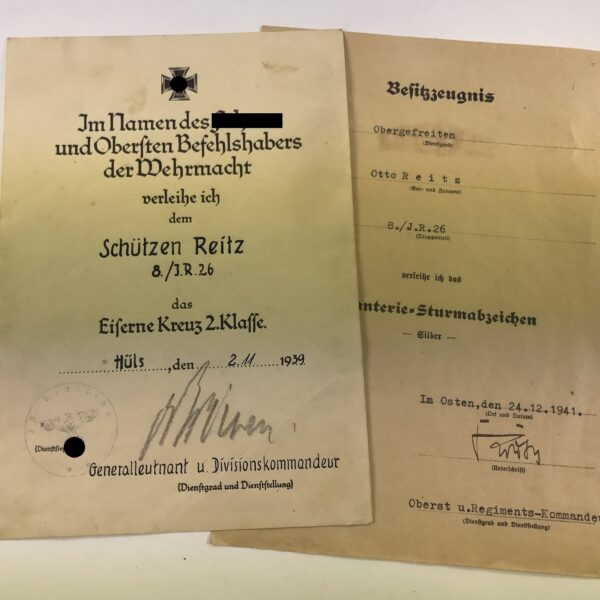 Im Namen des
und Obersten Befehlshabers
der Wehrmacht
verleihe ich
dem
Schützen Reitz
8./J.R.26
das
Eiserne Kreuz 2. Klasse.
Hüls, den 2.11 1939
Generalleutnant u. Divisionskommandeur
(Dienstgrad und Dienststellung)
Besitzzeugnis
Obergefreiten
(Dienstgrad)
Otto Reitz
(Vor- und Zuname)
8./J.R.26
(Truppenteil)
verleihe ich das
nterie-Sturmabzeichen
— Silber —
Im Osten, den 24.12.1941.
(Ort und Datum)
(Unterschrift)
Oberst u.Regiments-Kommandeu
(Dienstgrad und Dienststellung)